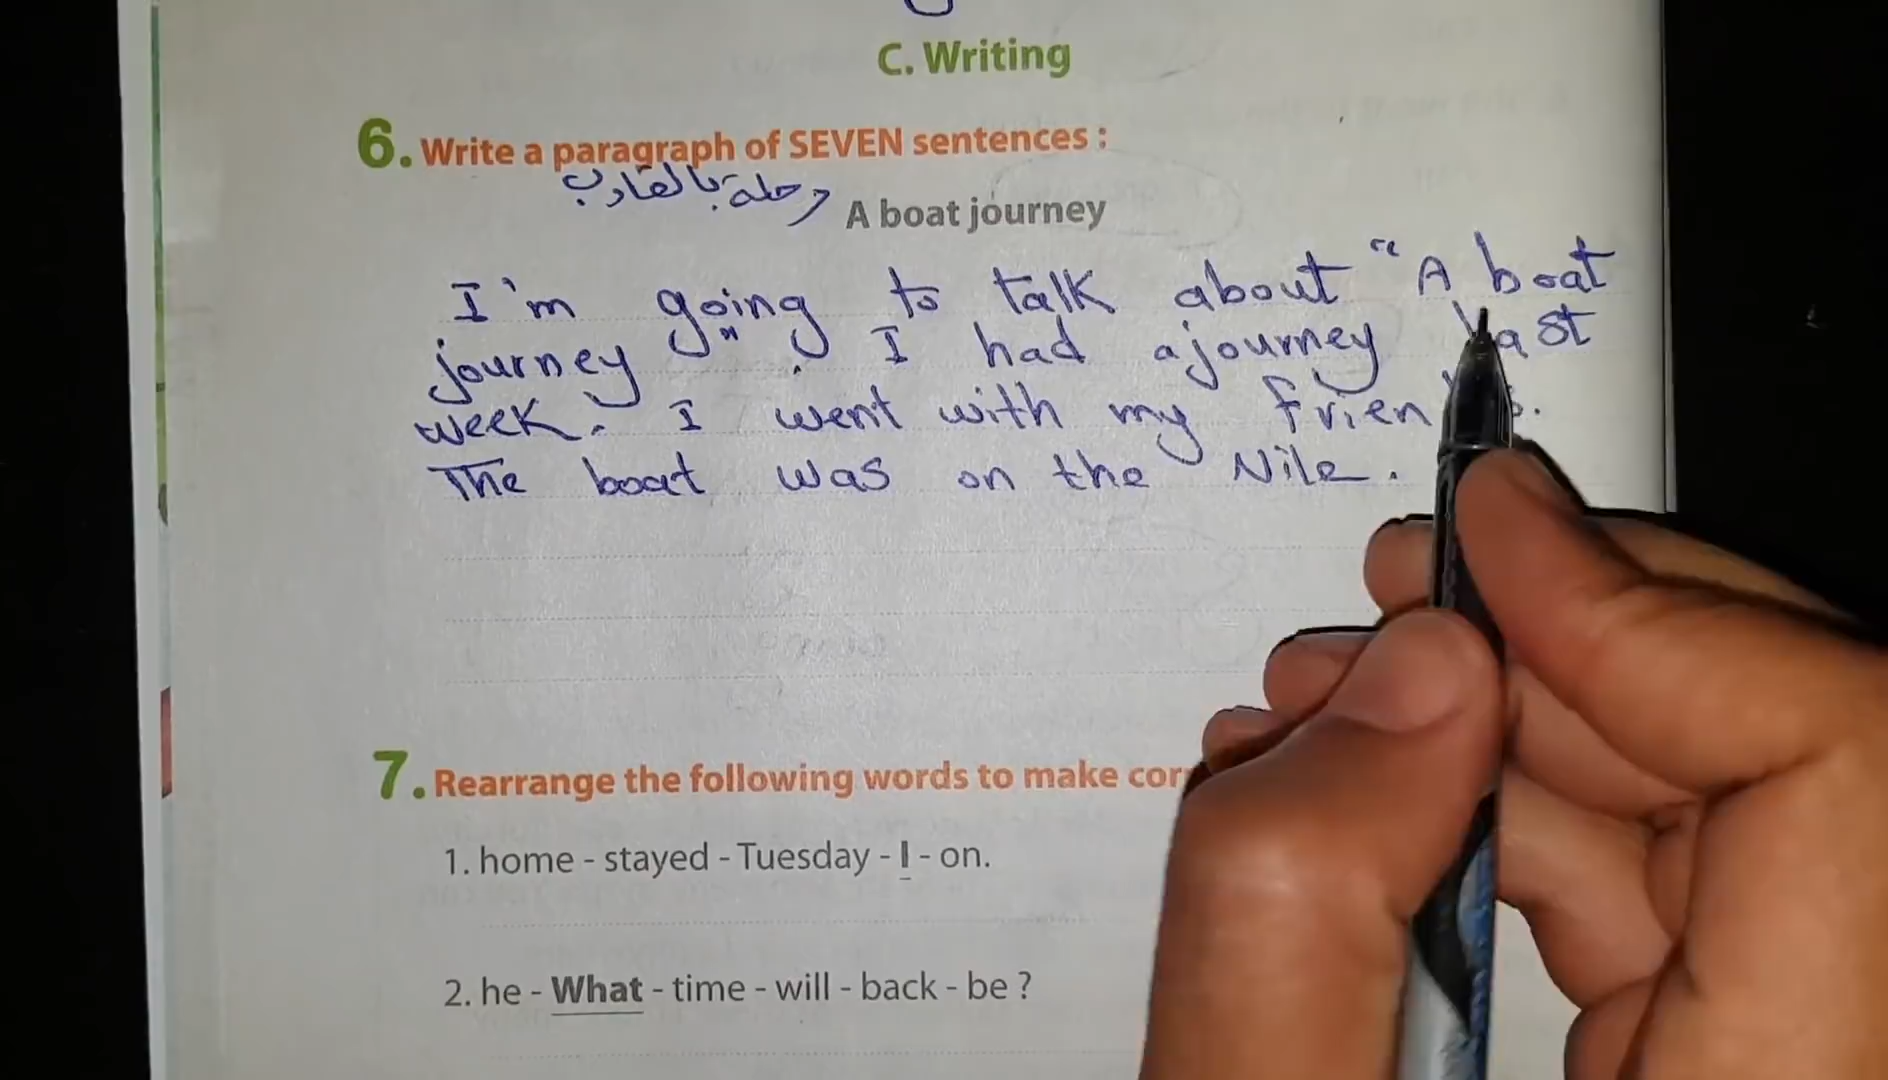 C. Writing
6. Write a paragraph of SEVEN sentences :
رحلة بالقارب
A boat journey
I'm going to talk about "A boat
journey". I had a journey last
week. I went with my friends.
The boat was on the Nile.
7. Rearrange the following words to make
1. home - stayed - Tuesday - I - on.
2. he - What - time - will - back - be ?